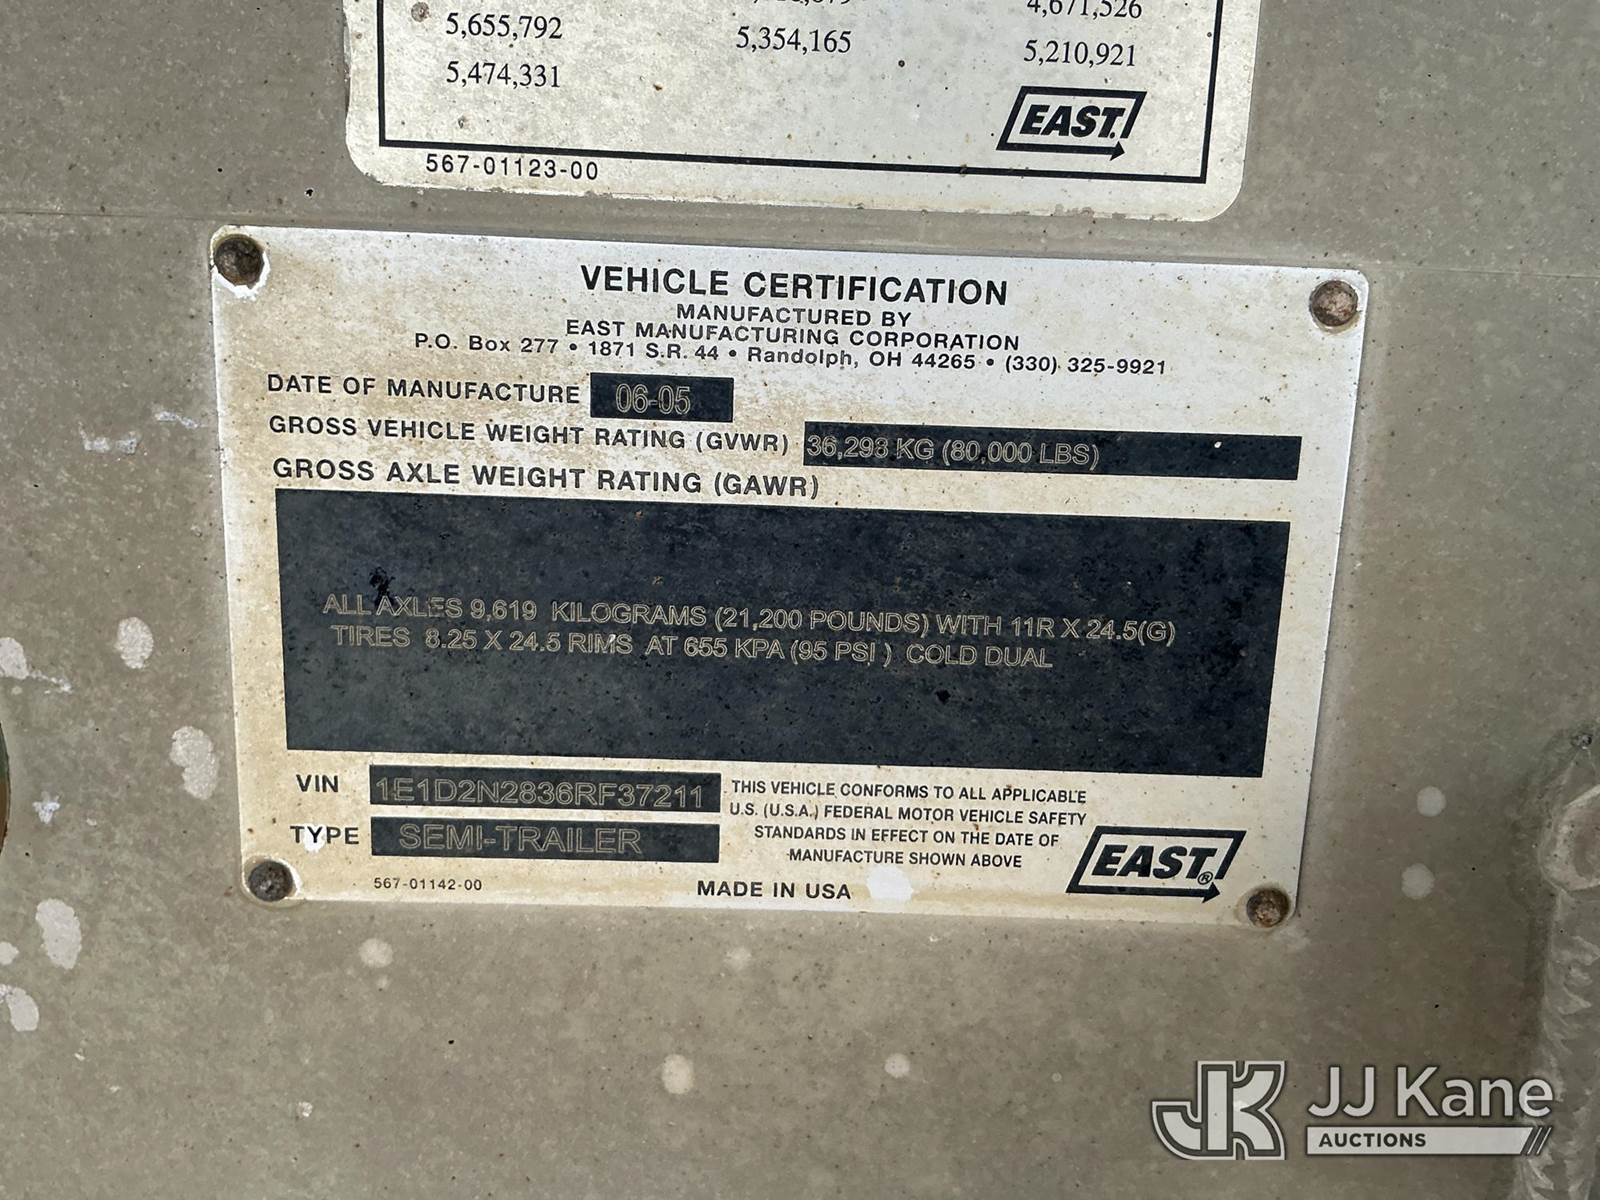 4,671,526
5,655,792 5,354,165 5,210,921
5,474,331
EAST
567-01123-00
VEHICLE CERTIFICATION
MANUFACTURED BY
EAST MANUFACTURING CORPORATION
P.O. Box 277 • 1871 S.R. 44 • Randolph, OH 44265 • (330) 325-9921
DATE OF MANUFACTURE 06-05
GROSS VEHICLE WEIGHT RATING (GVWR) 36,298 KG (80,000 LBS)
GROSS AXLE WEIGHT RATING (GAWR)
ALL AXLES 9,619 KILOGRAMS (21,200 POUNDS) WITH 11R X 24.5(G)
TIRES 8.25 X 24.5 RIMS AT 655 KPA (95 PSI ) COLD DUAL
VIN 1E1D2N2836RF37211
TYPE SEMI-TRAILER
THIS VEHICLE CONFORMS TO ALL APPLICABLE
U.S. (U.S.A.) FEDERAL MOTOR VEHICLE SAFETY
STANDARDS IN EFFECT ON THE DATE OF
MANUFACTURE SHOWN ABOVE
EAST®
567-01142-00
MADE IN USA
JK JJ Kane
AUCTIONS